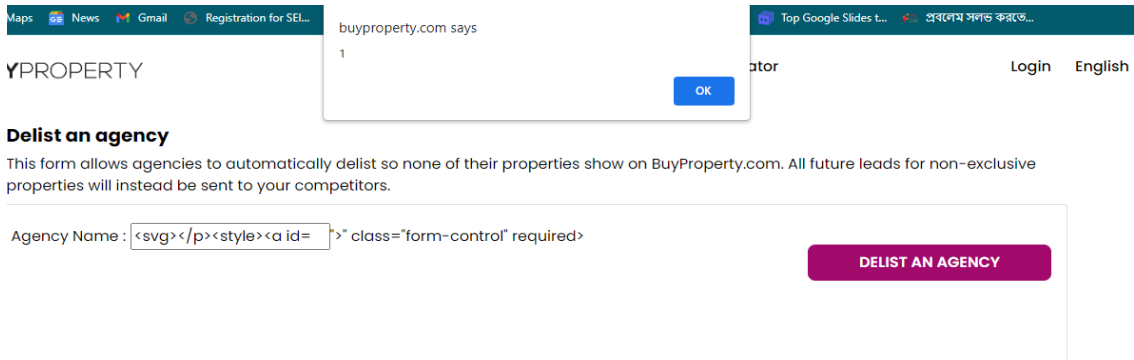 Maps News Gmail Registration for SEI... Top Google Slides t... প্রবলেম সলভ করতে...
buyproperty.com says
1
OK
YPROPERTY ator Login English
Delist an agency
This form allows agencies to automatically delist so none of their properties show on BuyProperty.com. All future leads for non-exclusive
properties will instead be sent to your competitors.
Agency Name : <svg></p><style><a id= ">" class="form-control" required>
DELIST AN AGENCY